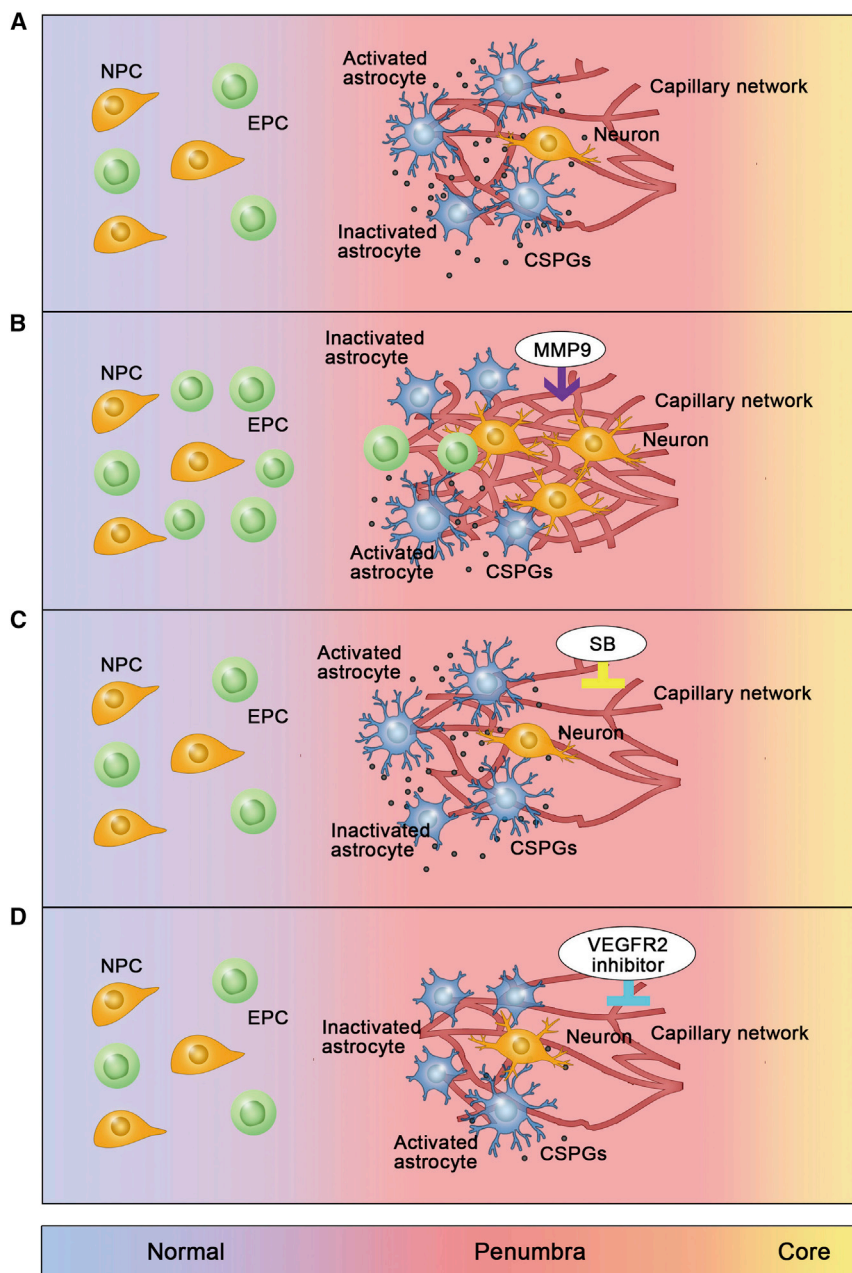 A
NPC
EPC
Activated
astrocyte
Capillary network
Neuron
Inactivated
astrocyte
CSPGs
B
NPC
EPC
Inactivated
astrocyte
MMP9
Capillary network
Neuron
Activated
astrocyte
CSPGs
C
NPC
EPC
Activated
astrocyte
SB
Capillary network
Neuron
Inactivated
astrocyte
CSPGs
D
NPC
EPC
VEGFR2
inhibitor
Inactivated
astrocyte
Neuron
Capillary network
Activated
astrocyte
CSPGs
Normal
Penumbra
Core